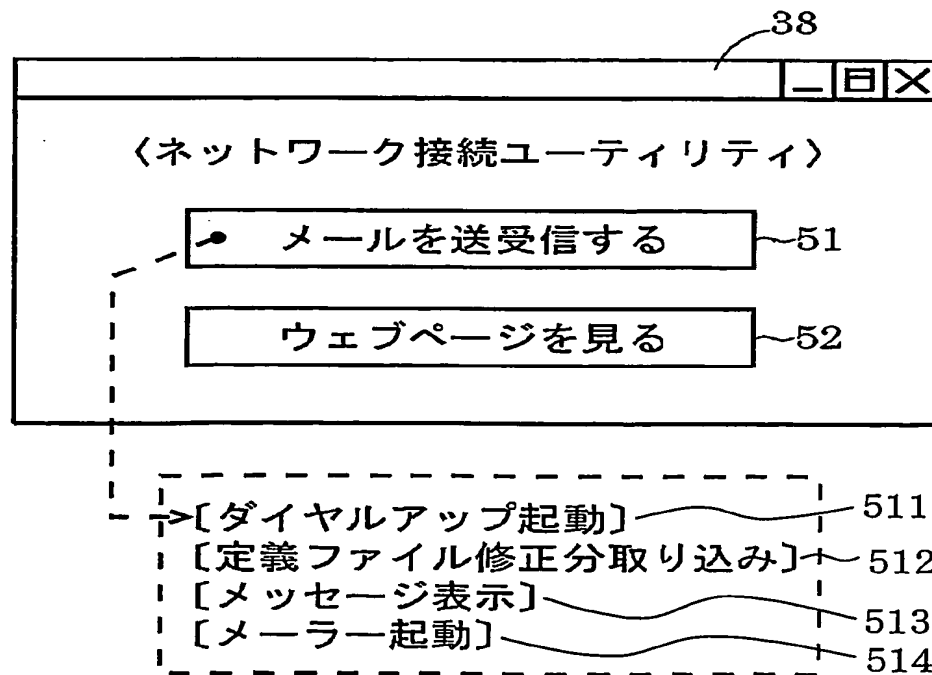 38
〈ネットワーク接続ユーティリティ〉
メールを送受信する 51
ウェブページを見る 52
[ダイヤルアップ起動] 511
[定義ファイル修正分取り込み] 512
[メッセージ表示] 513
[メーラー起動] 514